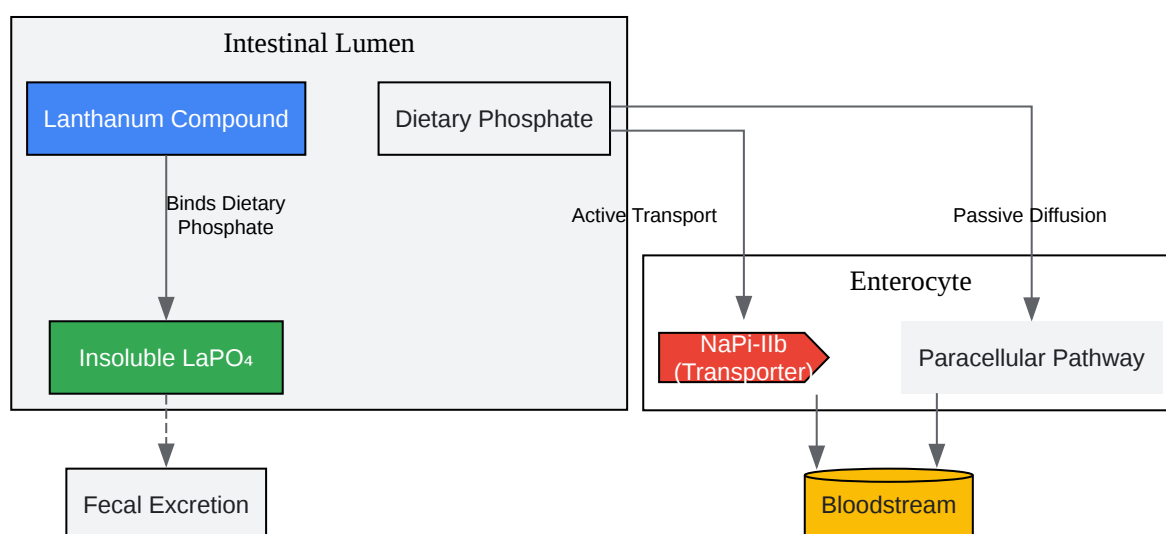 Intestinal Lumen
Lanthanum Compound
Dietary Phosphate
Binds Dietary
Phosphate
Active Transport
Passive Diffusion
Enterocyte
Insoluble LaPO₄
NaPi-IIb
(Transporter)
Paracellular Pathway
Fecal Excretion
Bloodstream